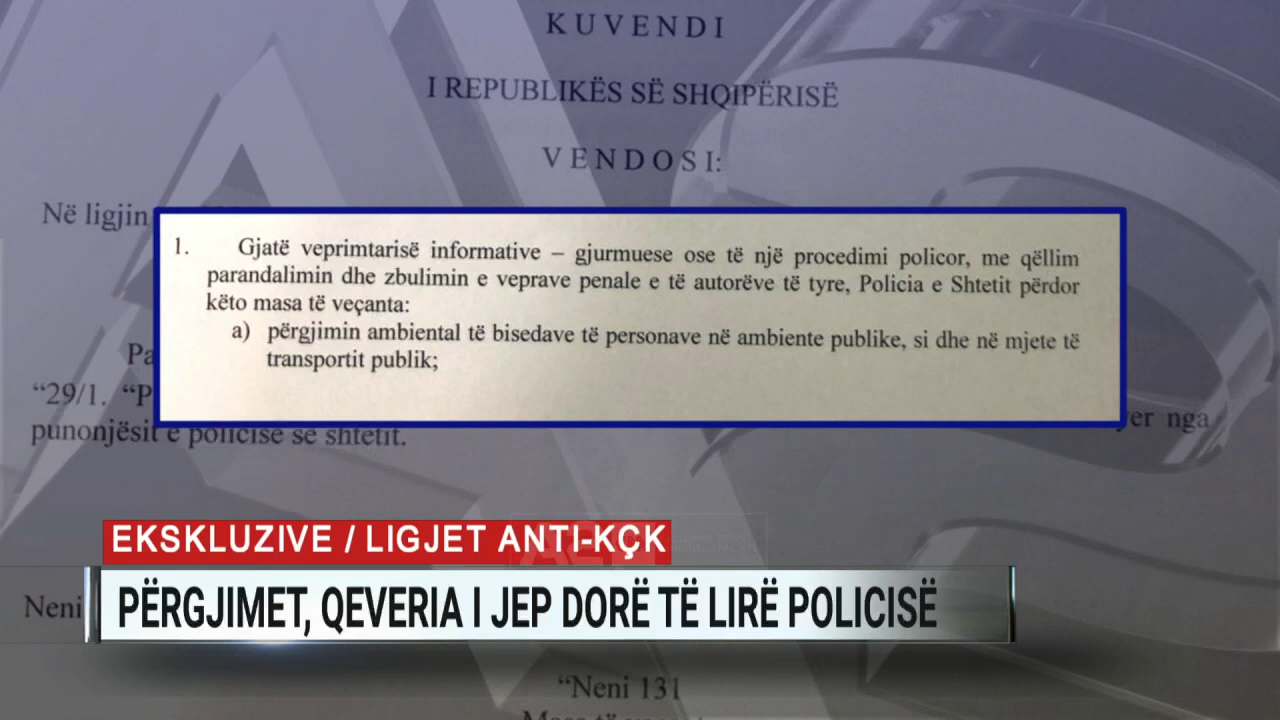 KUVENDI
I REPUBLIKËS SË SHQIPËRISË
VENDOSI:
Në ligjin
1. Gjatë veprimtarisë informative – gjurmuese ose të një procedimi policor, me qëllim
parandalimin dhe zbulimin e veprave penale e të autorëve të tyre, Policia e Shtetit përdor
këto masa të veçanta:
a) përgjimin ambiental të bisedave të personave në ambiente publike, si dhe në mjete të
transportit publik;
Pa
“29/1. “P
yer nga
punonjësit e policisë së shtetit.
EKSKLUZIVE / LIGJET ANTI-KÇK
Neni
PËRGJIMET, QEVERIA I JEP DORË TË LIRË POLICISË
“Neni 131